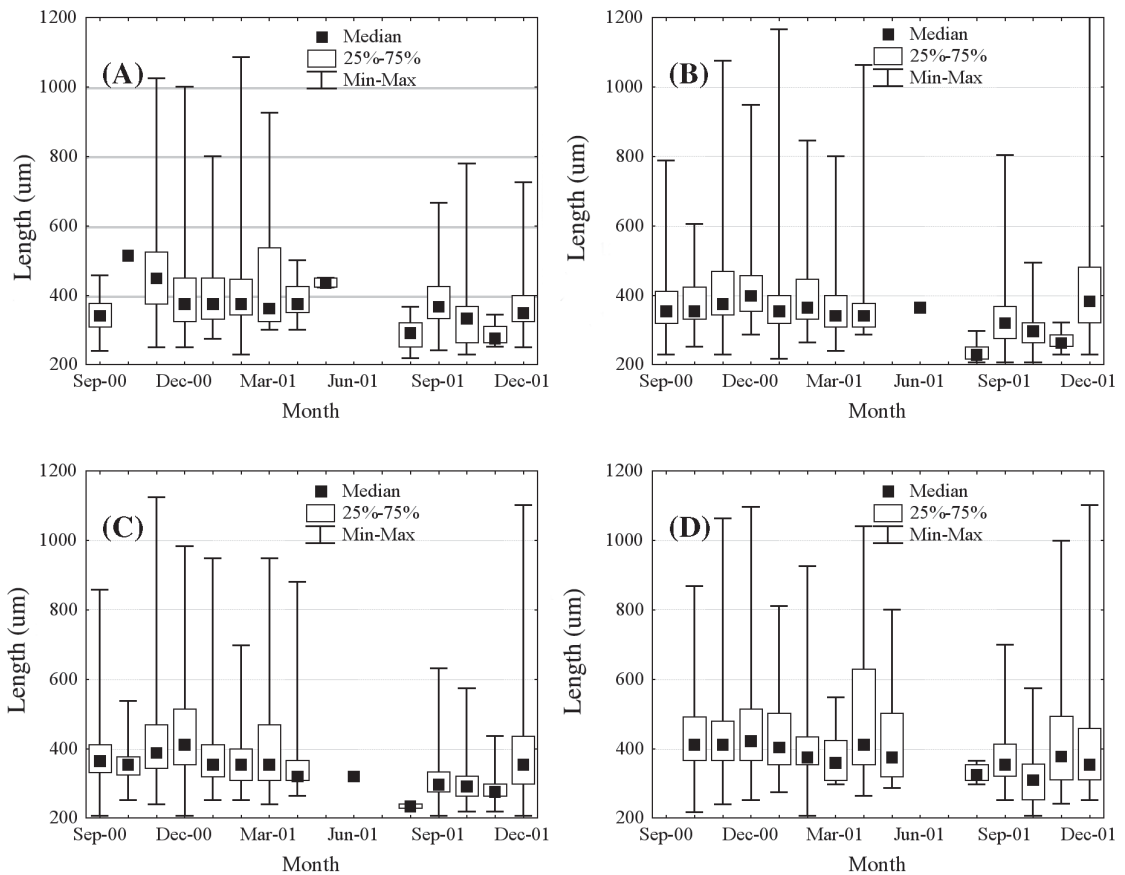 1200
1000
800
600
400
200
Length (um)
(A)
Median
25%-75%
Min-Max
Sep-00 Dec-00 Mar-01 Jun-01 Sep-01 Dec-01
Month
1200
1000
800
600
400
200
Length (um)
(B)
Median
25%-75%
Min-Max
Sep-00 Dec-00 Mar-01 Jun-01 Sep-01 Dec-01
Month
1200
1000
800
600
400
200
Length (um)
(C)
Median
25%-75%
Min-Max
Sep-00 Dec-00 Mar-01 Jun-01 Sep-01 Dec-01
Month
1200
1000
800
600
400
200
Length (um)
(D)
Median
25%-75%
Min-Max
Sep-00 Dec-00 Mar-01 Jun-01 Sep-01 Dec-01
Month